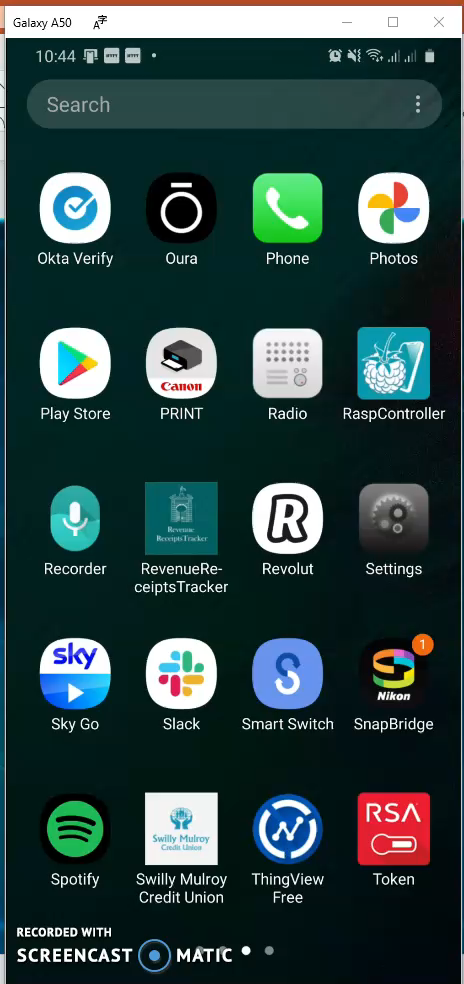 Galaxy A50
10:44
Search
Okta Verify
Oura
Phone
Photos
Canon
Play Store
PRINT
Radio
RaspController
Revenue
ReceiptsTracker
R
Recorder
RevenueRe-
ceiptsTracker
Revolut
Settings
sky
S
1
Nikon
Sky Go
Slack
Smart Switch
SnapBridge
Swilly Mulroy
Credit Union
RSA
Spotify
Swilly Mulroy
Credit Union
ThingView
Free
Token
RECORDED WITH
SCREENCAST MATIC